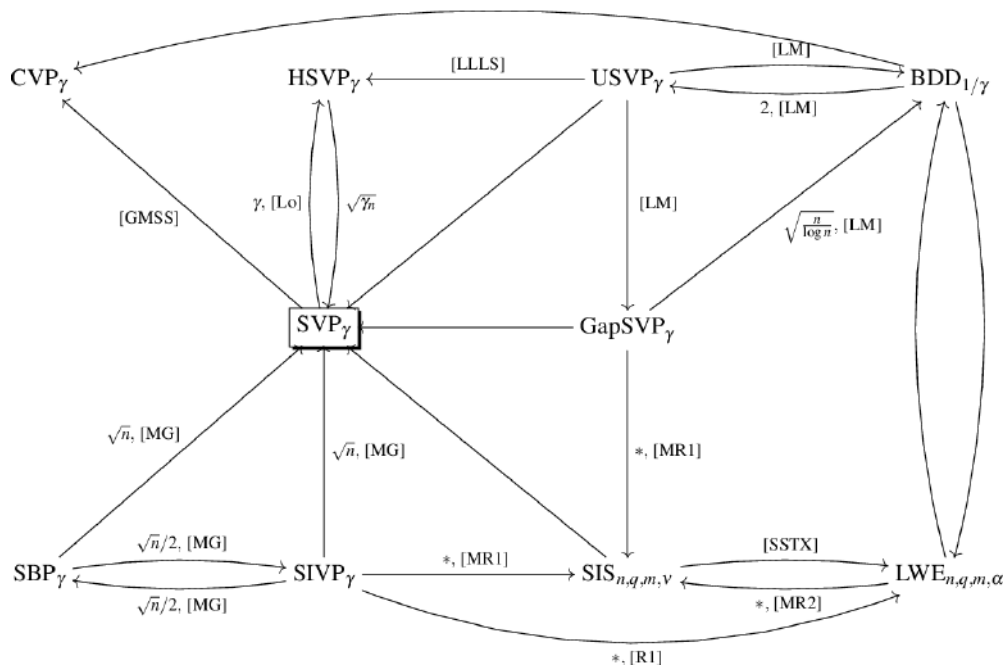 [LM]
CVP_γ
HSVP_γ
[LLLS]
USVP_γ
BDD_{1/γ}
2, [LM]
[GMSS]
γ, [Lo]
√γ_n
[LM]
√(n/log n), [LM]
SVP_γ
GapSVP_γ
√n, [MG]
√n, [MG]
*, [MR1]
√n/2, [MG]
*, [MR1]
[SSTX]
SBP_γ
SIVP_γ
SIS_{n,q,m,ν}
LWE_{n,q,m,α}
√n/2, [MG]
*, [MR2]
*, [R1]